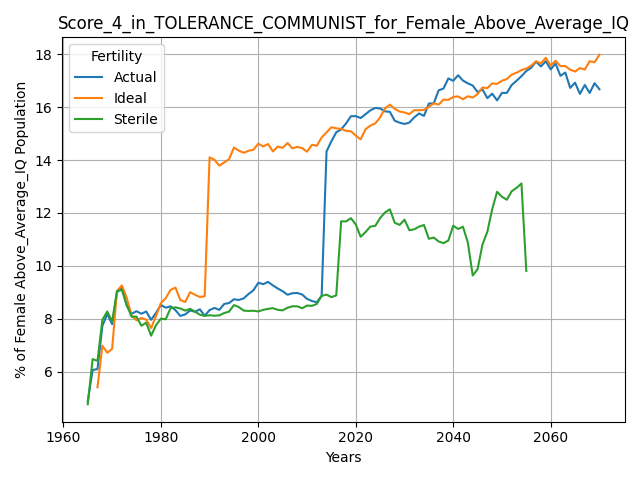 Score_4_in_TOLERANCE_COMMUNIST_for_Female_Above_Average_IQ
Fertility
Actual
Ideal
Sterile
% of Female Above_Average_IQ Population
18
16
14
12
10
8
6
1960 1980 2000 2020 2040 2060
Years